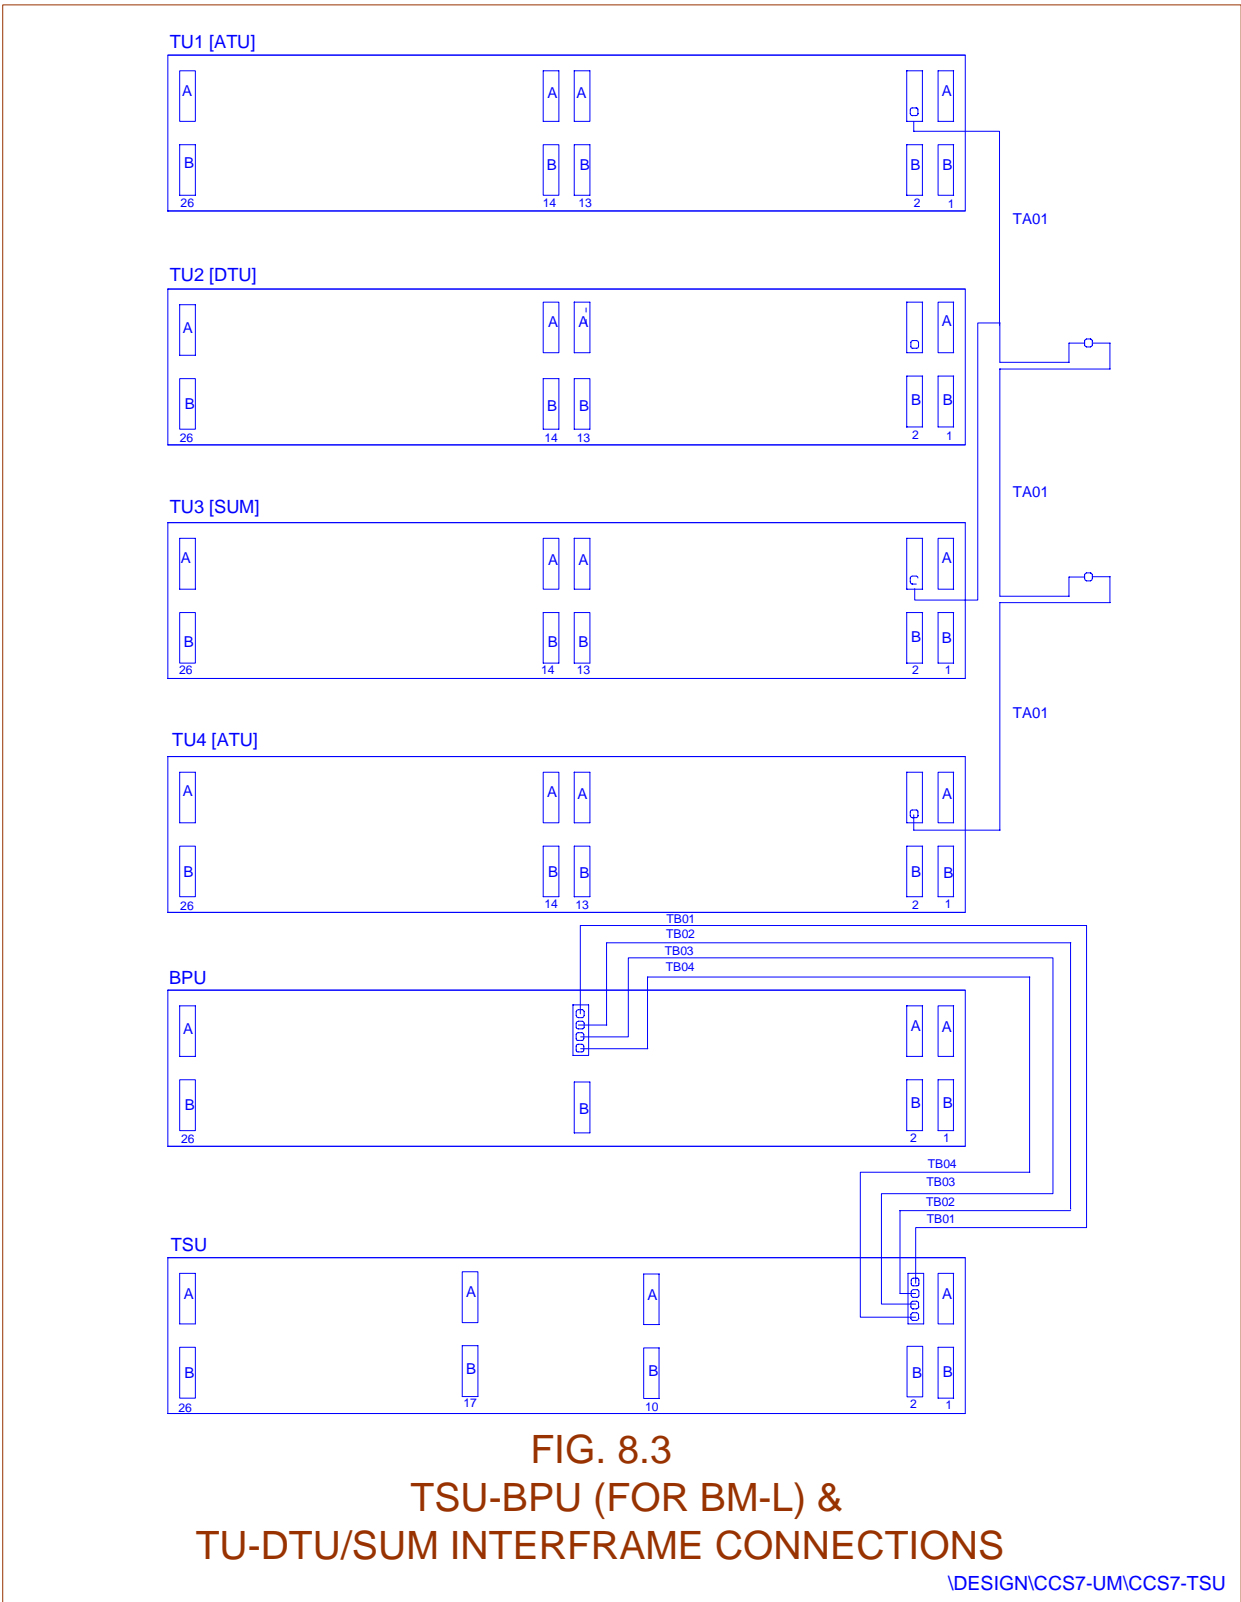 TU1 [ATU]
A A A A
B B B B B
26 14 13 2 1
TA01
TU2 [DTU]
A A A A
B B B B B
26 14 13 2 1
TA01
TU3 [SUM]
A A A A
B B B B B
26 14 13 2 1
TA01
TU4 [ATU]
A A A A
B B B B B
26 14 13 2 1
TB01
TB02
TB03
TB04
BPU
A A A
B B B B
26 2 1
TB04
TB03
TB02
TB01
TSU
A A A A
B B B B B
26 17 10 2 1
FIG. 8.3
TSU-BPU (FOR BM-L) &
TU-DTU/SUM INTERFRAME CONNECTIONS
\DESIGN\CCS7-UM\CCS7-TSU